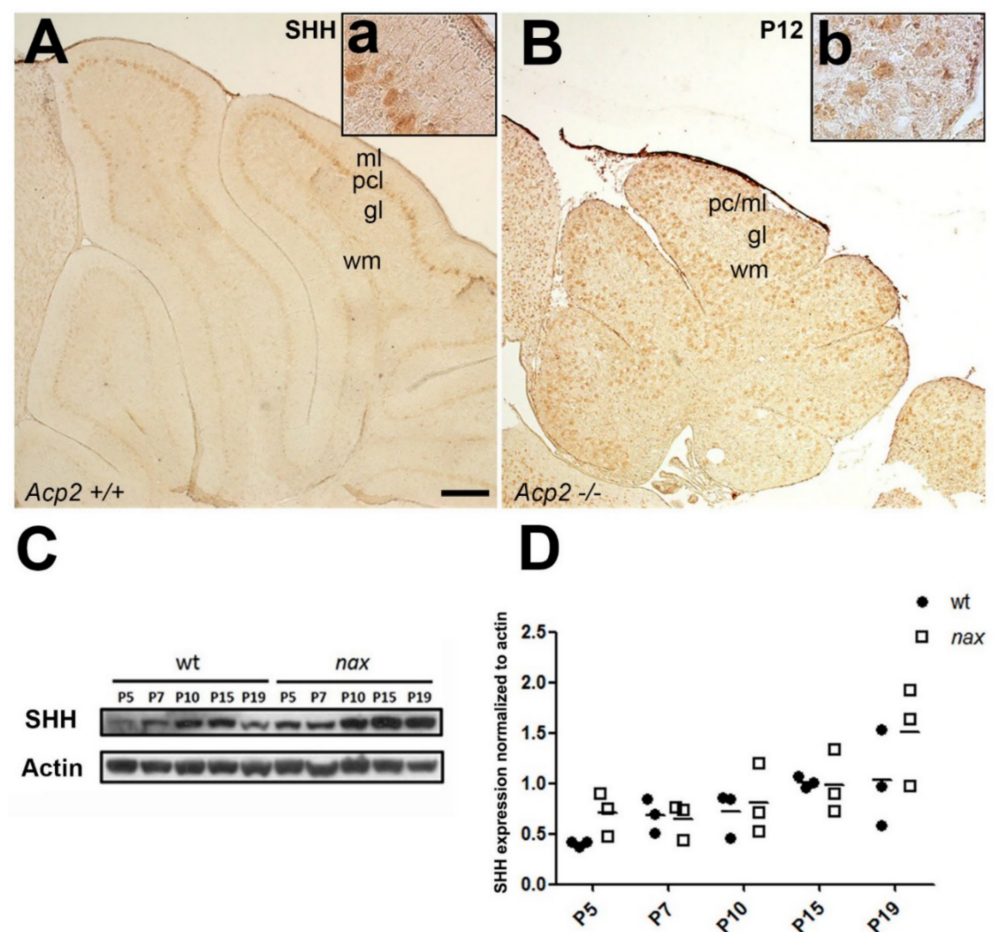 A
SHH
a
ml
pcl
gl
wm
Acp2 +/+
B
P12
b
pc/ml
gl
wm
Acp2 -/-
C
wt nax
P5 P7 P10 P15 P19 P5 P7 P10 P15 P19
SHH
Actin
D
wt
nax
SHH expression normalized to actin
2.5
2.0
1.5
1.0
0.5
0.0
P5 P7 P10 P15 P19